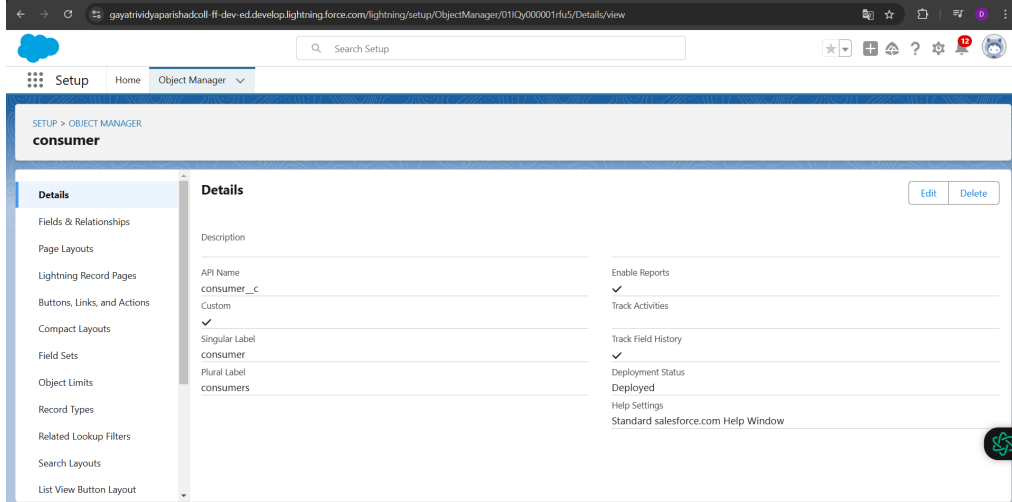 gayatrividyaparishadcoll-ff-dev-ed.develop.lightning.force.com/lightning/setup/ObjectManager/01IQy000001rfu5/Details/view
D
Search Setup
12
Setup
Home
Object Manager
SETUP > OBJECT MANAGER
consumer
Details
Fields & Relationships
Page Layouts
Lightning Record Pages
Buttons, Links, and Actions
Compact Layouts
Field Sets
Object Limits
Record Types
Related Lookup Filters
Search Layouts
List View Button Layout
Details
Edit
Delete
Description
API Name
consumer__c
Custom
Singular Label
consumer
Plural Label
consumers
Enable Reports
Track Activities
Track Field History
Deployment Status
Deployed
Help Settings
Standard salesforce.com Help Window